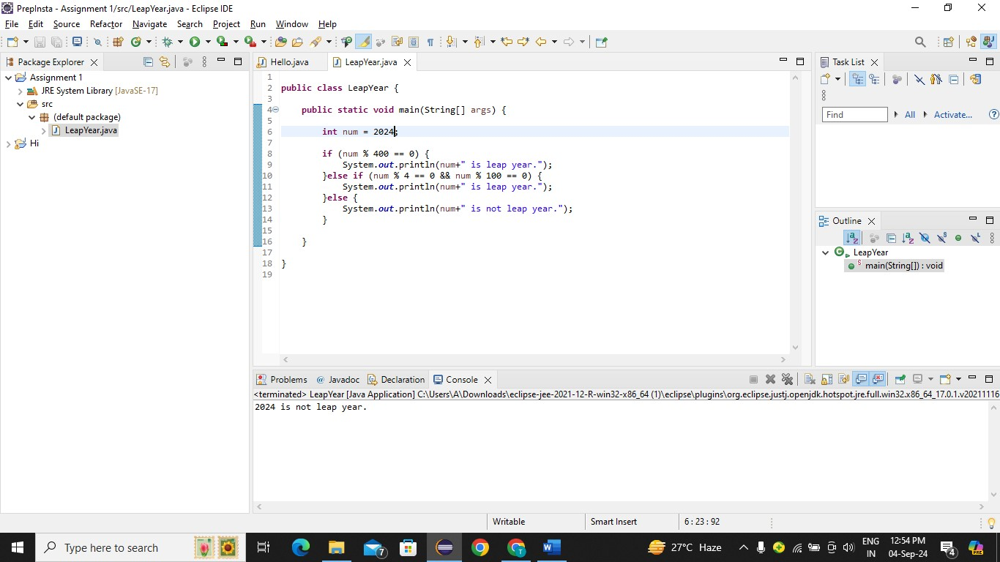 PrepInsta - Assignment 1/src/LeapYear.java - Eclipse IDE
File Edit Source Refactor Navigate Search Project Run Window Help
Package Explorer
Assignment 1
JRE System Library [JavaSE-17]
src
(default package)
LeapYear.java
Hi
Hello.java LeapYear.java
1
2 public class LeapYear {
3
4 public static void main(String[] args) {
5
6 int num = 2024;
7
8 if (num % 400 == 0) {
9 System.out.println(num+" is leap year.");
10 }else if (num % 4 == 0 && num % 100 == 0) {
11 System.out.println(num+" is leap year.");
12 }else {
13 System.out.println(num+" is not leap year.");
14 }
15
16 }
17
18 }
19
Task List
Find All Activate...
Outline
LeapYear
main(String[]) : void
Problems @ Javadoc Declaration Console
<terminated> LeapYear [Java Application] C:\Users\A\Downloads\eclipse-jee-2021-12-R-win32-x86_64 (1)\eclipse\plugins\org.eclipse.justj.openjdk.hotspot.jre.full.win32.x86_64_17.0.1.v20211116
2024 is not leap year.
Writable Smart Insert 6 : 23 : 92
Type here to search
7
27°C Haze
ENG
IN
12:54 PM
04-Sep-24
4